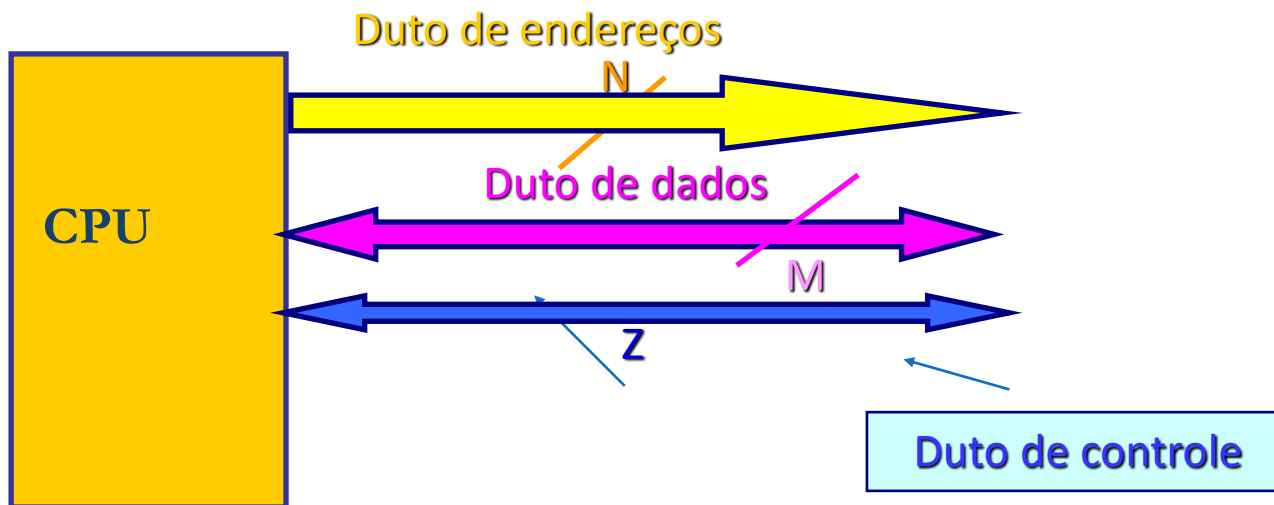 Duto de endereços
N
Duto de dados
CPU
M
Z
Duto de controle